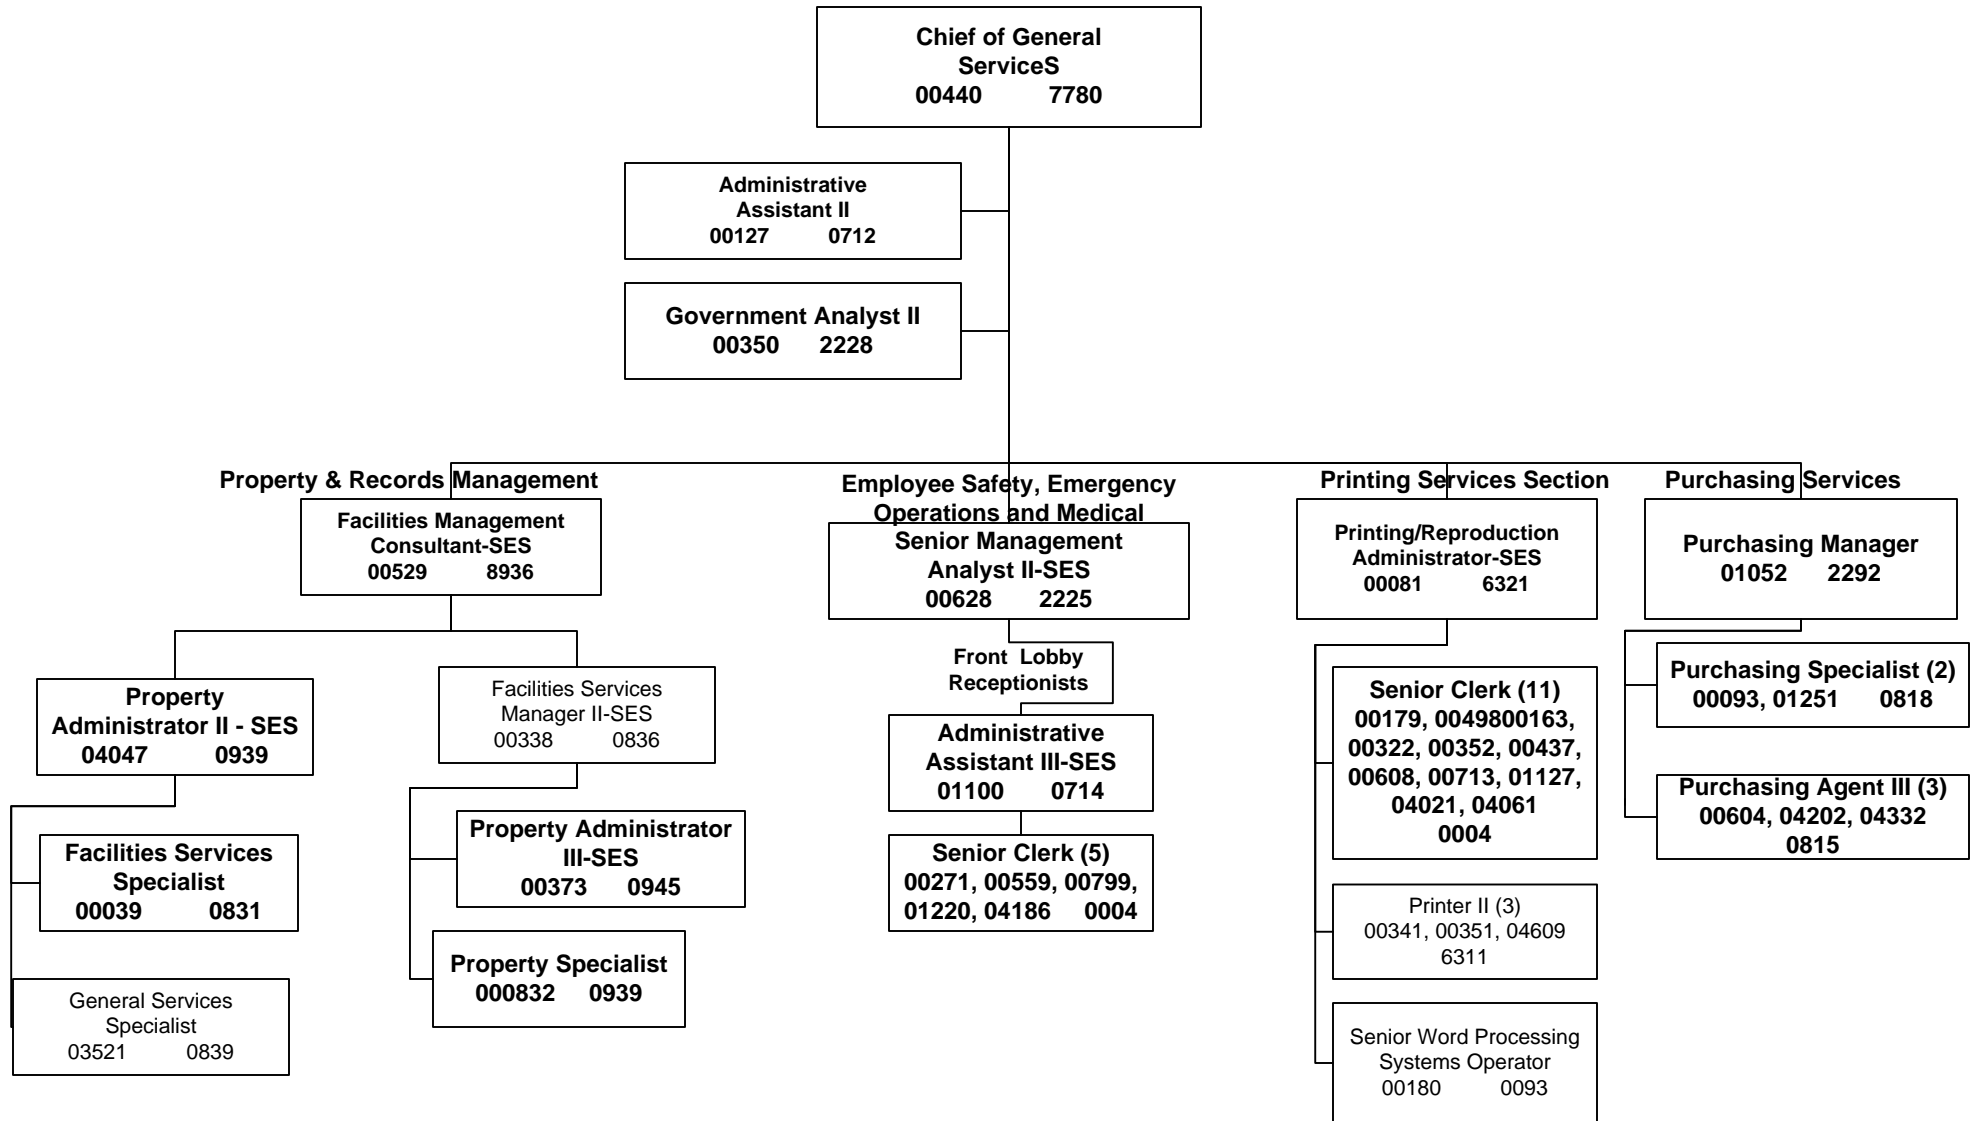 Chief of General
ServiceS
00440 7780
Administrative
Assistant II
00127 0712
Government Analyst II
00350 2228
Property & Records Management
Facilities Management
Consultant-SES
00529 8936
Property
Administrator II - SES
04047 0939
Facilities Services
Specialist
00039 0831
General Services
Specialist
03521 0839
Facilities Services
Manager II-SES
00338 0836
Property Administrator
III-SES
00373 0945
Property Specialist
000832 0939
Employee Safety, Emergency
Operations and Medical
Senior Management
Analyst II-SES
00628 2225
Front Lobby
Receptionists
Administrative
Assistant III-SES
01100 0714
Senior Clerk (5)
00271, 00559, 00799,
01220, 04186 0004
Printing Services Section
Printing/Reproduction
Administrator-SES
00081 6321
Senior Clerk (11)
00179, 0049800163,
00322, 00352, 00437,
00608, 00713, 01127,
04021, 04061
0004
Printer II (3)
00341, 00351, 04609
6311
Senior Word Processing
Systems Operator
00180 0093
Purchasing Services
Purchasing Manager
01052 2292
Purchasing Specialist (2)
00093, 01251 0818
Purchasing Agent III (3)
00604, 04202, 04332
0815